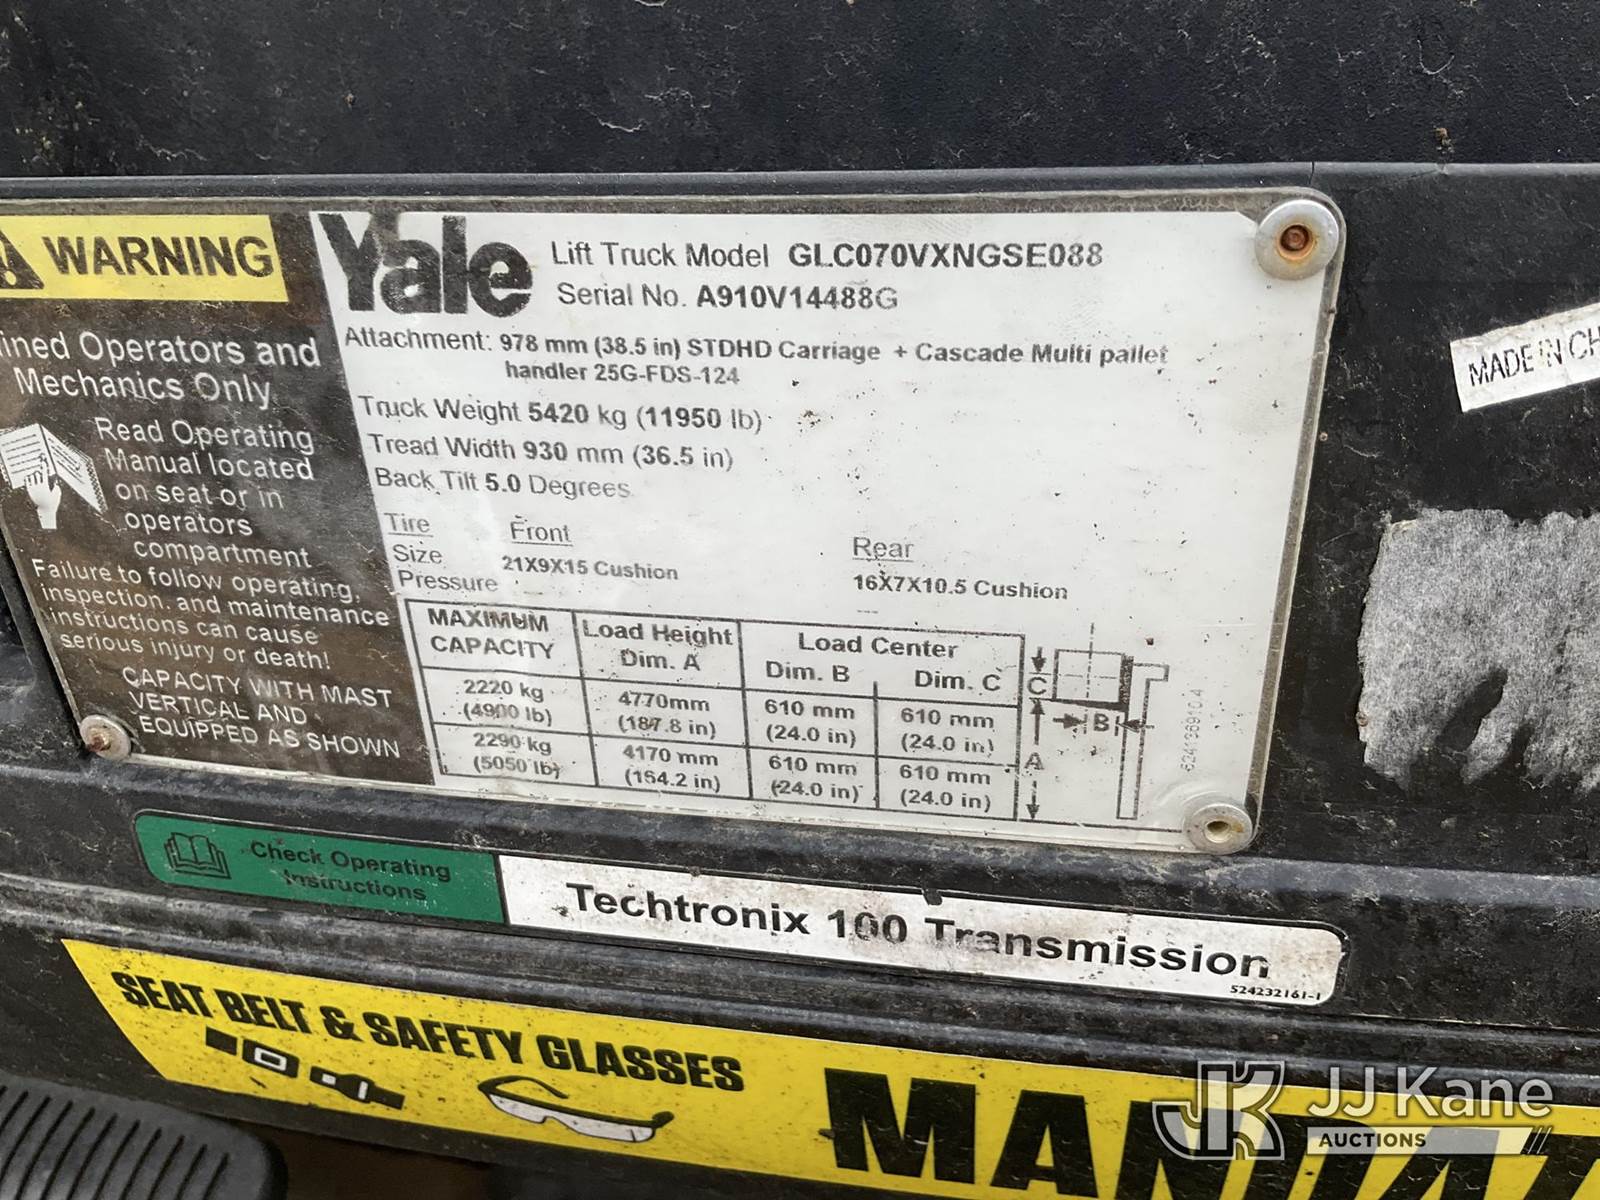 WARNING
Operators and
Mechanics Only
Read Operating
Manual located
on seat or in
operators
compartment
Failure to follow operating,
inspection, and maintenance
instructions can cause
serious injury or death!
CAPACITY WITH MAST
VERTICAL AND
EQUIPPED AS SHOWN
Yale
Lift Truck Model GLC070VXNGSE088
Serial No. A910V14488G
Attachment: 978 mm (38.5 in) STDHD Carriage + Cascade Multi pallet
handler 25G-FDS-124
Truck Weight 5420 kg (11950 lb)
Tread Width 930 mm (36.5 in)
Back Tilt 5.0 Degrees
Tire Front Rear
Size 21X9X15 Cushion 16X7X10.5 Cushion
Pressure
MAXIMUM CAPACITY Load Height Dim. A Load Center
Dim. B Dim. C
2220 kg 4770mm 610 mm 610 mm
(4900 lb) (187.8 in) (24.0 in) (24.0 in)
2290 kg 4170 mm 610 mm 610 mm
(5050 lb) (164.2 in) (24.0 in) (24.0 in)
C
B
A
MADE IN
Check Operating
Instructions
Techtronix 100 Transmission
524232161-1
SEAT BELT & SAFETY GLASSES
JJ Kane
AUCTIONS